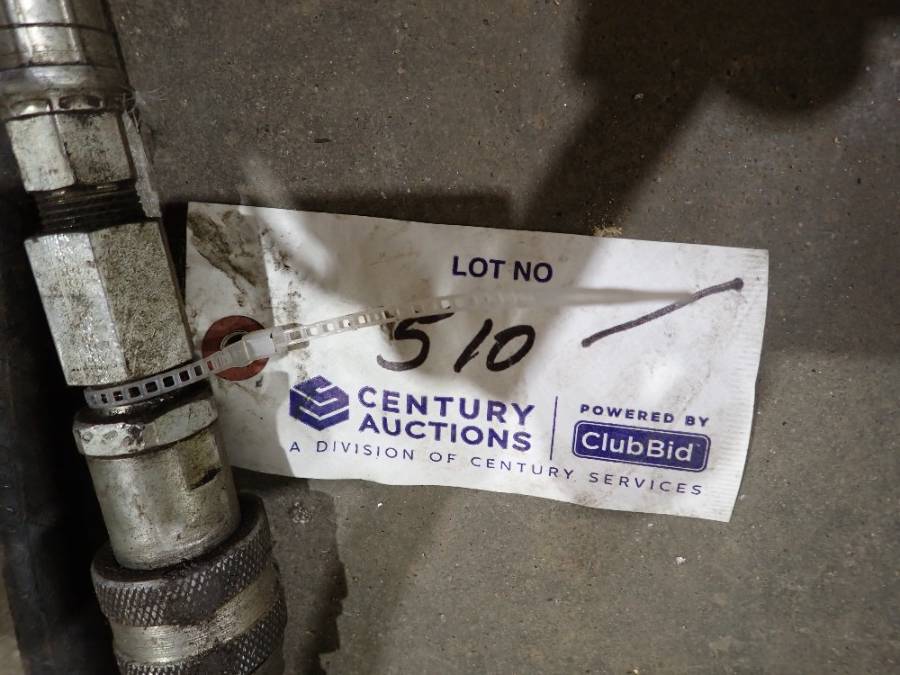 LOT NO
510 —
CENTURY AUCTIONS
A DIVISION OF CENTURY SERVICES
POWERED BY
ClubBid